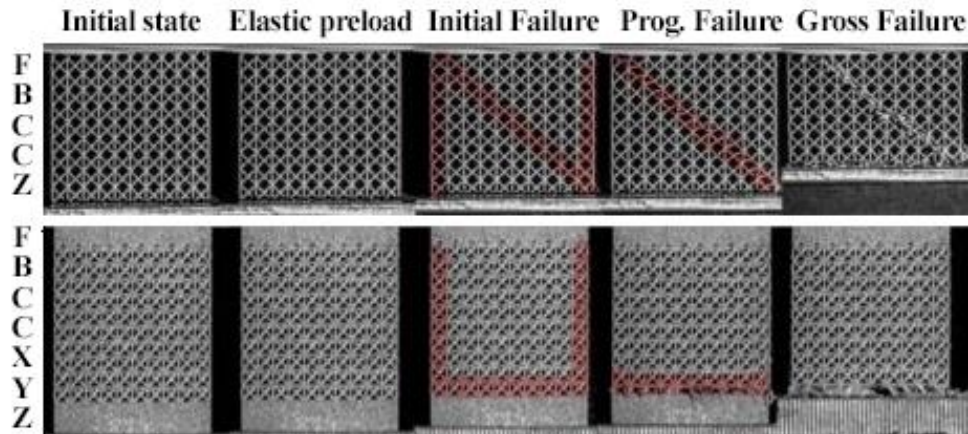 Initial state Elastic preload Initial Failure Prog. Failure Gross Failure
F
B
C
C
Z
F
B
C
C
X
Y
Z